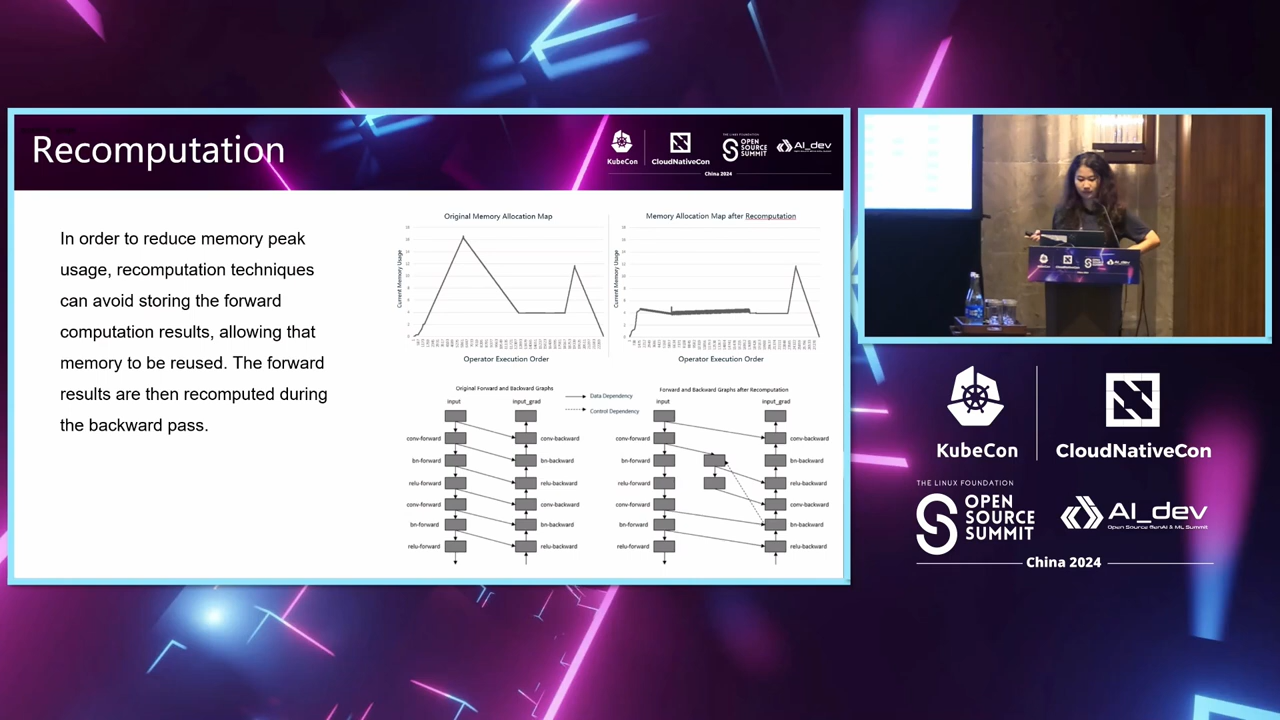 Recomputation
KubeCon
CloudNativeCon
THE LINUX FOUNDATION
OPEN
SOURCE
SUMMIT
AI_dev
China 2024
In order to reduce memory peak
usage, recomputation techniques
can avoid storing the forward
computation results, allowing that
memory to be reused. The forward
results are then recomputed during
the backward pass.
Original Memory Allocation Map
Current Memory Usage
Operator Execution Order
Memory Allocation Map after Recomputation
Current Memory Usage
Operator Execution Order
Original Forward and Backward Graphs
input
input_grad
conv-forward
conv-backward
bn-forward
bn-backward
relu-forward
relu-backward
conv-forward
conv-backward
bn-forward
bn-backward
relu-forward
relu-backward
Data Dependency
Control Dependency
Forward and Backward Graphs after Recomputation
input
input_grad
conv-forward
conv-backward
bn-forward
bn-backward
relu-forward
relu-backward
conv-forward
conv-backward
bn-forward
bn-backward
relu-forward
relu-backward
KubeCon
CloudNativeCon
THE LINUX FOUNDATION
OPEN
SOURCE
SUMMIT
AI_dev
Open Source GenAI & ML Summit
China 2024